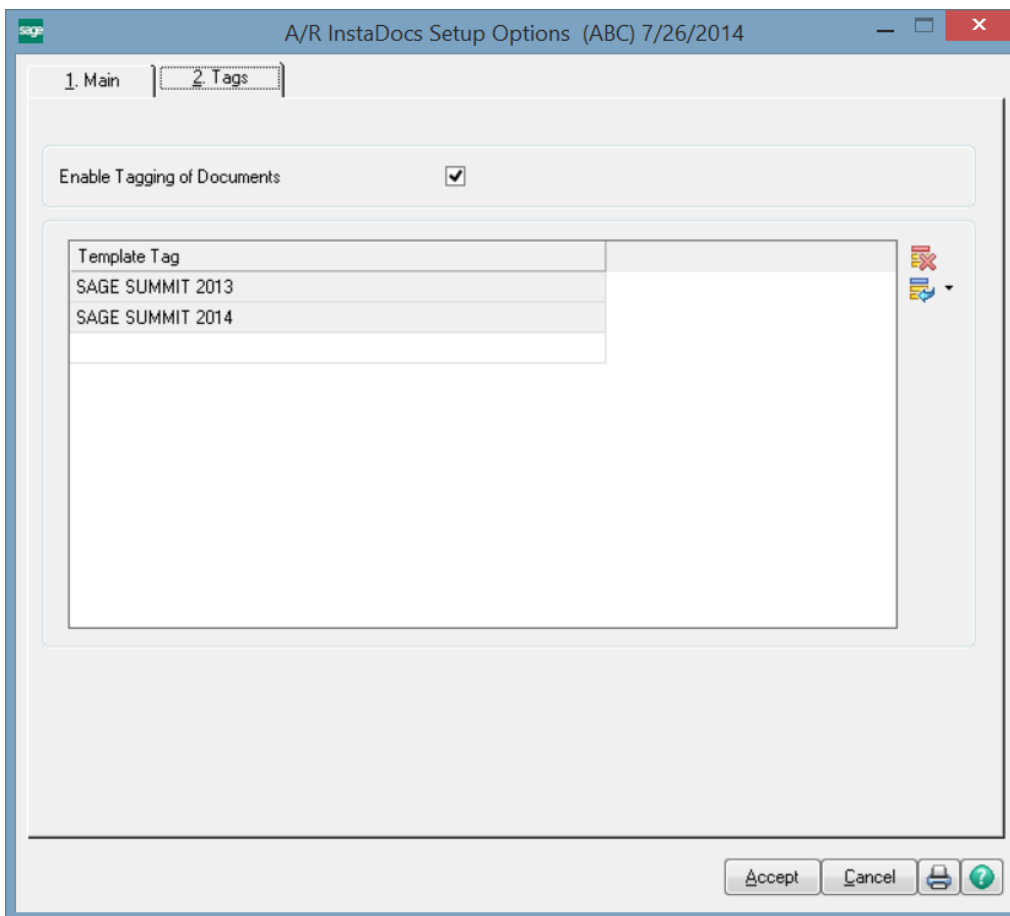 sage
A/R InstaDocs Setup Options (ABC) 7/26/2014
1. Main
2. Tags
Enable Tagging of Documents
Template Tag
SAGE SUMMIT 2013
SAGE SUMMIT 2014
Accept
Cancel